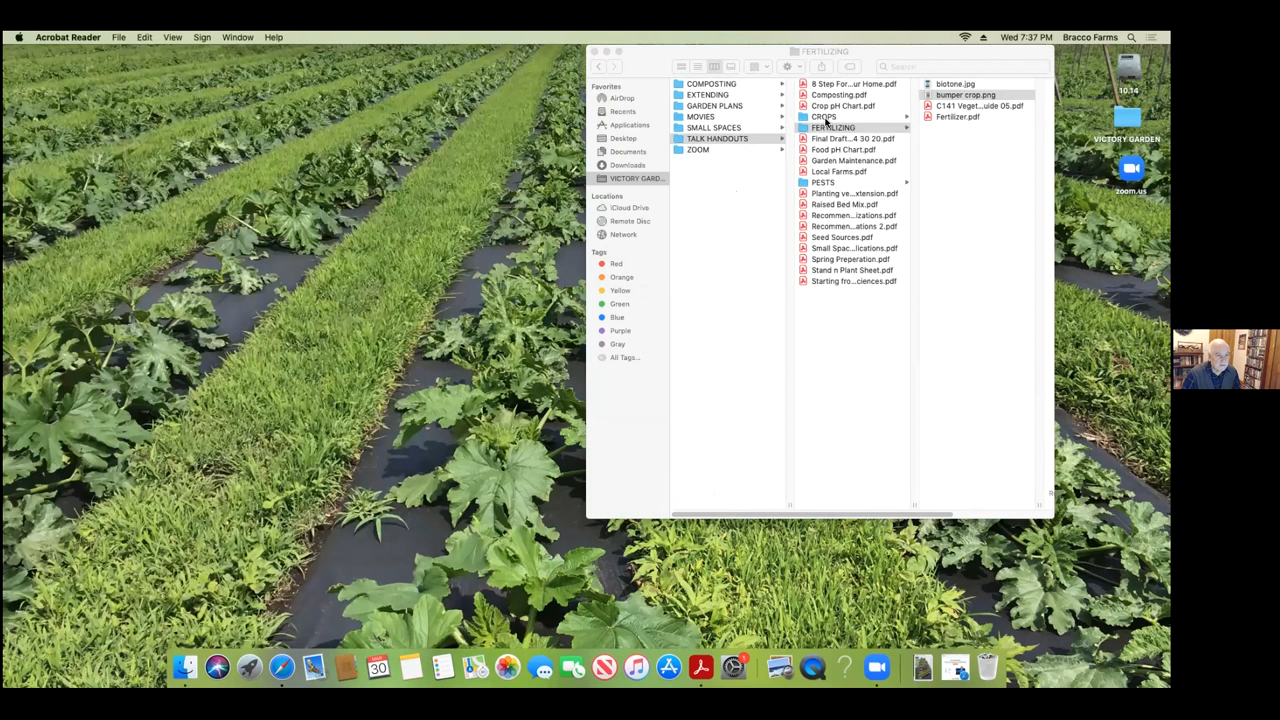 Acrobat Reader File Edit View Sign Window Help Wed 7:37 PM Bracco Farms
FERTILIZING
Search
Favorites
AirDrop
Recents
Applications
Desktop
Documents
Downloads
VICTORY GARD...
Locations
iCloud Drive
Remote Disc
Network
Tags
Red
Orange
Yellow
Green
Blue
Purple
Gray
All Tags...
COMPOSTING
EXTENDING
GARDEN PLANS
MOVIES
SMALL SPACES
TALK HANDOUTS
ZOOM
8 Step For...ur Home.pdf
Composting.pdf
Crop pH Chart.pdf
CROPS
FERTILIZING
Final Draft...4 30 20.pdf
Food pH Chart.pdf
Garden Maintenance.pdf
Local Farms.pdf
PESTS
Planting ve...xtension.pdf
Raised Bed Mix.pdf
Recommen...izations.pdf
Recommen...ations 2.pdf
Seed Sources.pdf
Small Spac...lications.pdf
Spring Preperation.pdf
Stand n Plant Sheet.pdf
Starting fro...ciences.pdf
biotone.jpg
bumper crop.png
C141 Veget...uide 05.pdf
Fertilizer.pdf
10.14
VICTORY GARDEN
zoom.us
30